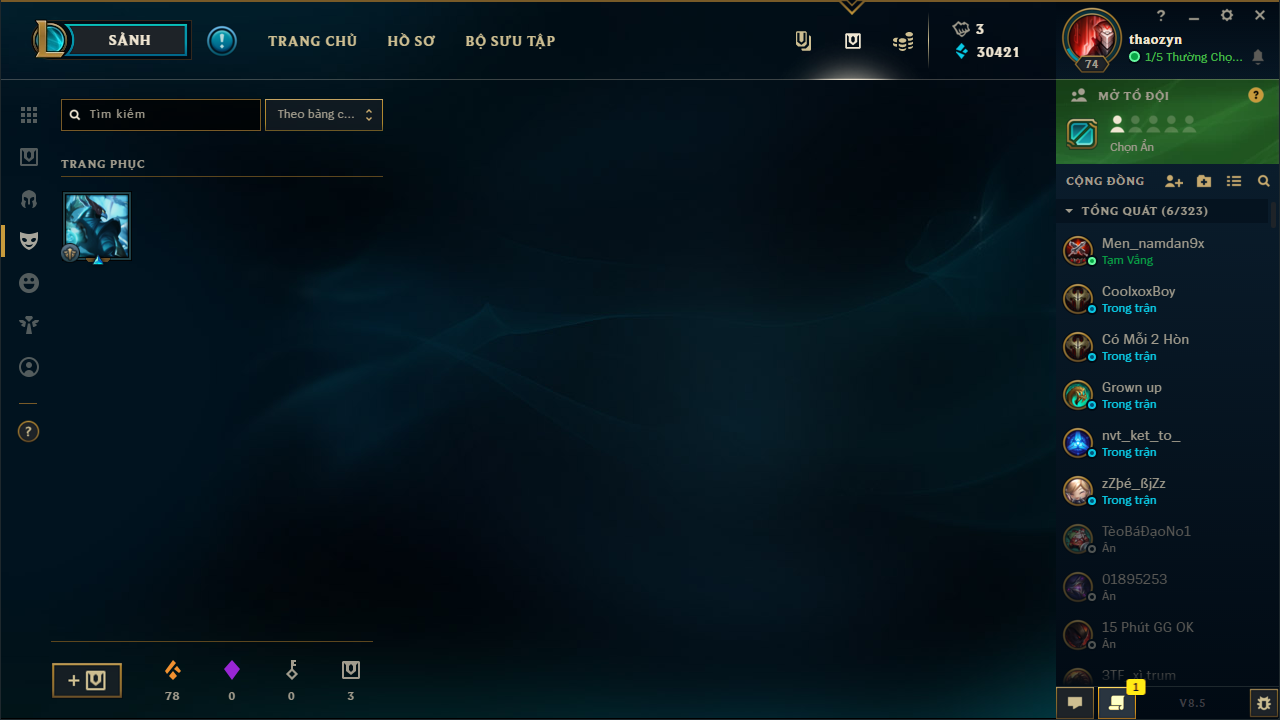 SẢNH
TRANG CHỦ
HỒ SƠ
BỘ SƯU TẬP
3
30421
?
74
thaozyn
1/5 Thường Chọ...
Tìm kiếm
Theo bảng c...
TRANG PHỤC
?
78
0
0
3
MỞ TỔ ĐỘI
?
Chọn Ẩn
CỘNG ĐỒNG
TỔNG QUÁT (6/323)
Men_namdan9x
Tạm Vắng
CoolxoxBoy
Trong trận
Có Mỗi 2 Hòn
Trong trận
Grown up
Trong trận
nvt_ket_to_
Trong trận
zZþé_ßjZz
Trong trận
TèoBáĐạoNo1
Ẩn
01895253
Ẩn
15 Phút GG OK
Ẩn
1
V8.5